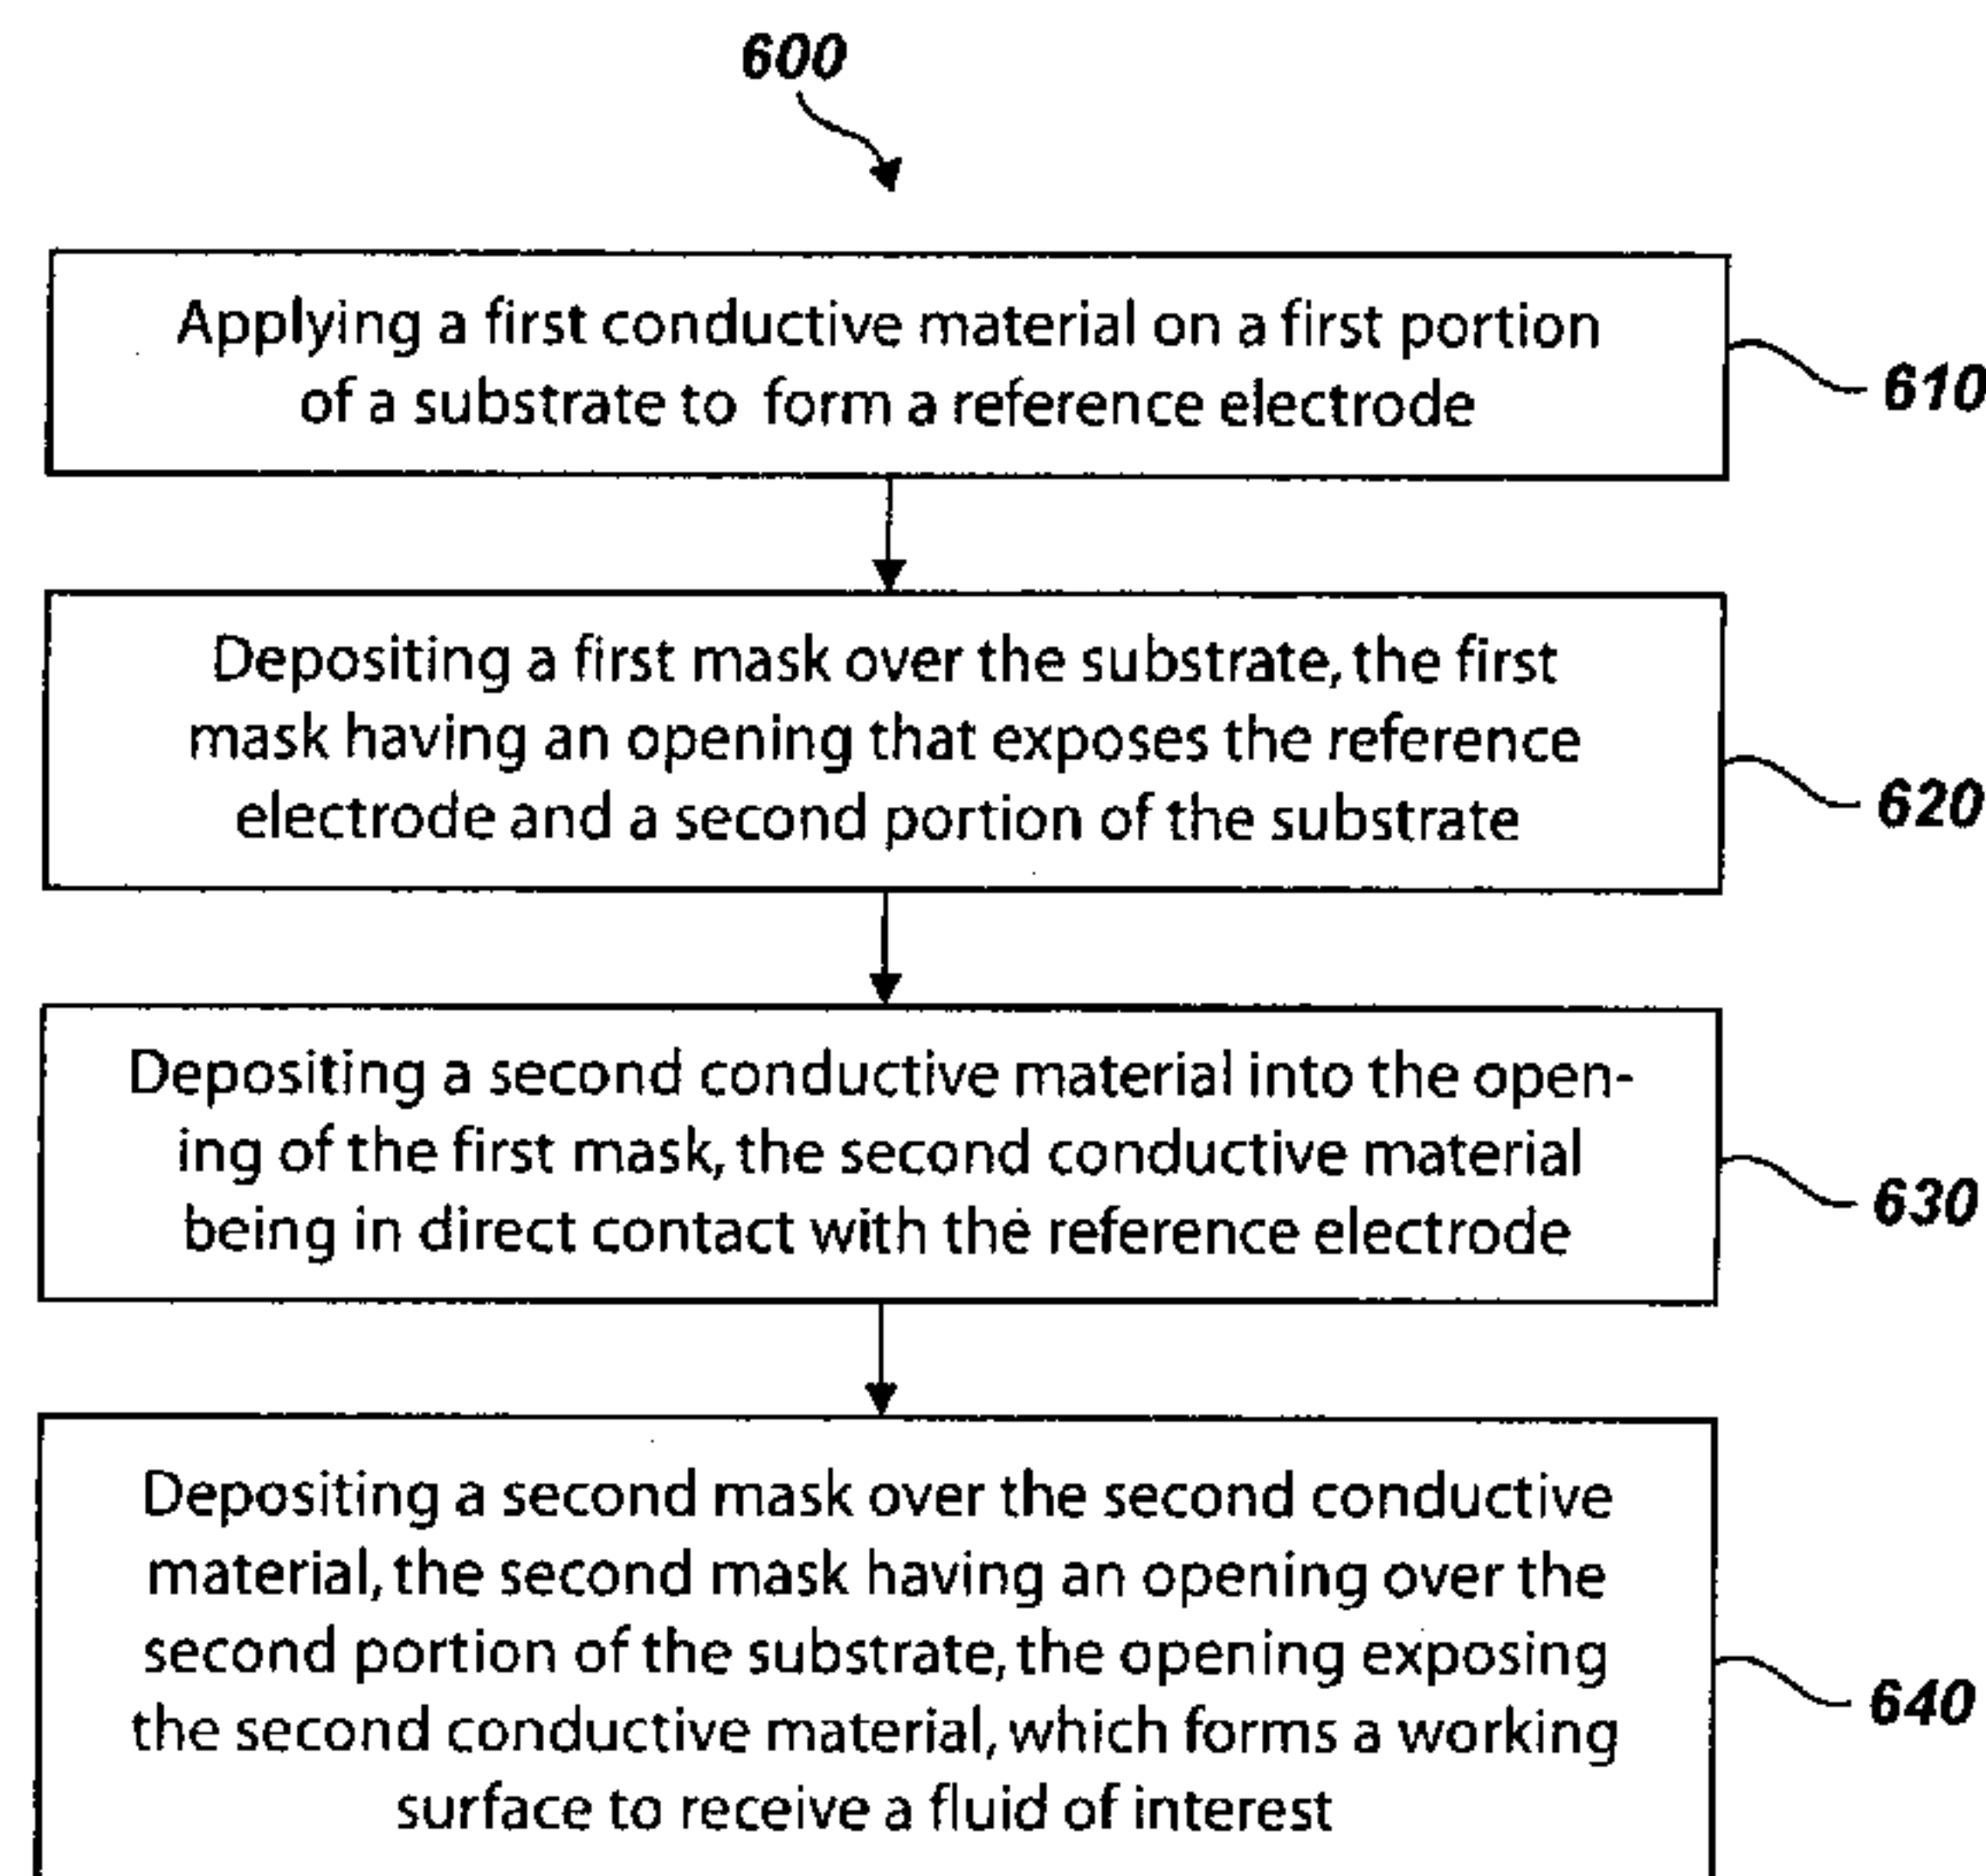 600
Applying a first conductive material on a first portion
of a substrate to form a reference electrode
610
Depositing a first mask over the substrate, the first
mask having an opening that exposes the reference
electrode and a second portion of the substrate
620
Depositing a second conductive material into the open-
ing of the first mask, the second conductive material
being in direct contact with the reference electrode
630
Depositing a second mask over the second conductive
material, the second mask having an opening over the
second portion of the substrate, the opening exposing
the second conductive material, which forms a working
surface to receive a fluid of interest
640